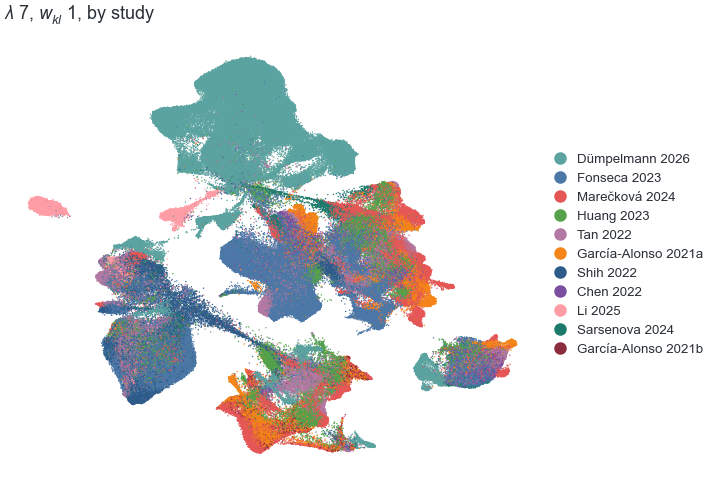 λ 7, wkl 1, by study
Dümpelmann 2026
Fonseca 2023
Marečková 2024
Huang 2023
Tan 2022
García-Alonso 2021a
Shih 2022
Chen 2022
Li 2025
Sarsenova 2024
García-Alonso 2021b